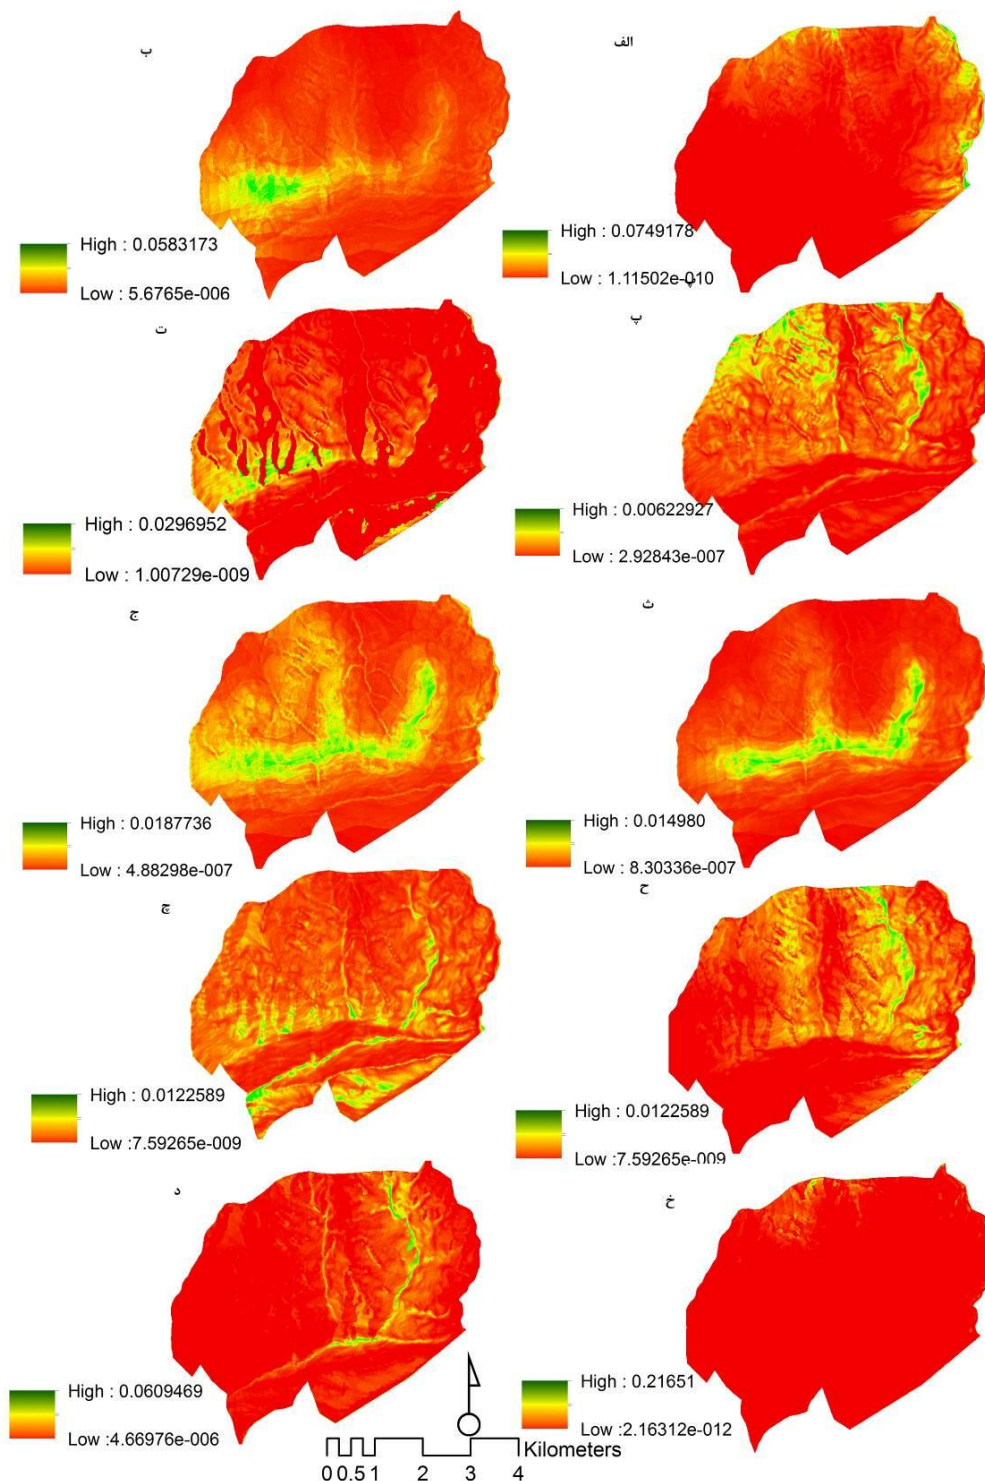 الف
High : 0.0749178
Low : 1.11502e-010
ب
High : 0.0583173
Low : 5.6765e-006
پ
High : 0.00622927
Low : 2.92843e-007
ت
High : 0.0296952
Low : 1.00729e-009
ث
High : 0.014980
Low : 8.30336e-007
ج
High : 0.0187736
Low : 4.88298e-007
ح
High : 0.0122589
Low :7.59265e-009
چ
High : 0.0122589
Low :7.59265e-009
خ
High : 0.21651
Low :2.16312e-012
د
High : 0.0609469
Low :4.66976e-006
Kilometers
0 0.5 1 2 3 4